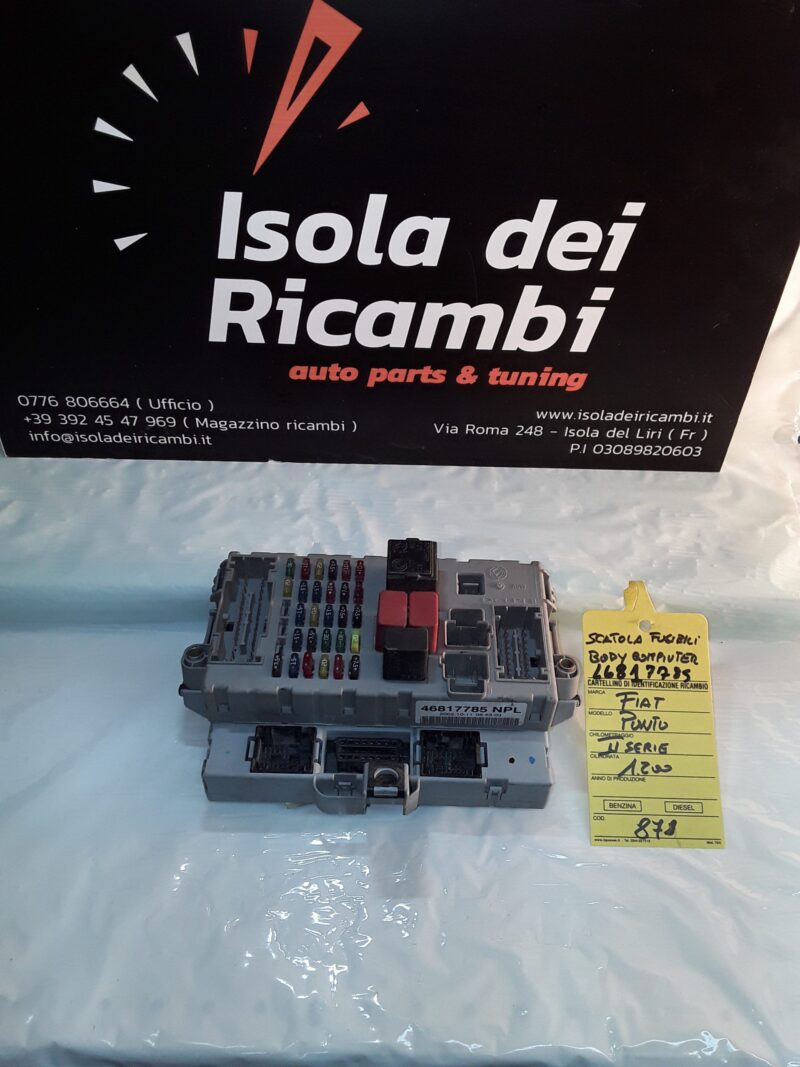 Isola dei
Ricambi
auto parts & tuning
0776 806664 ( Ufficio )
+39 392 45 47 969 ( Magazzino ricambi )
info@isoladeiricambi.it
www.isoladeiricambi.it
Via Roma 248 - Isola del Liri ( Fr )
P.I 03089820603
46817785 NPL
SCATOLA FUSIBILI
BODY COMPUTER
46817785
CARTELLINO DI IDENTIFICAZIONE RICAMBIO
MARCA FIAT
MODELLO PUNTO
CHILOMETRAGGIO II SERIE
CILINDRATA 1.200
ANNO DI PRODUZIONE
BENZINA DIESEL
COD. 878